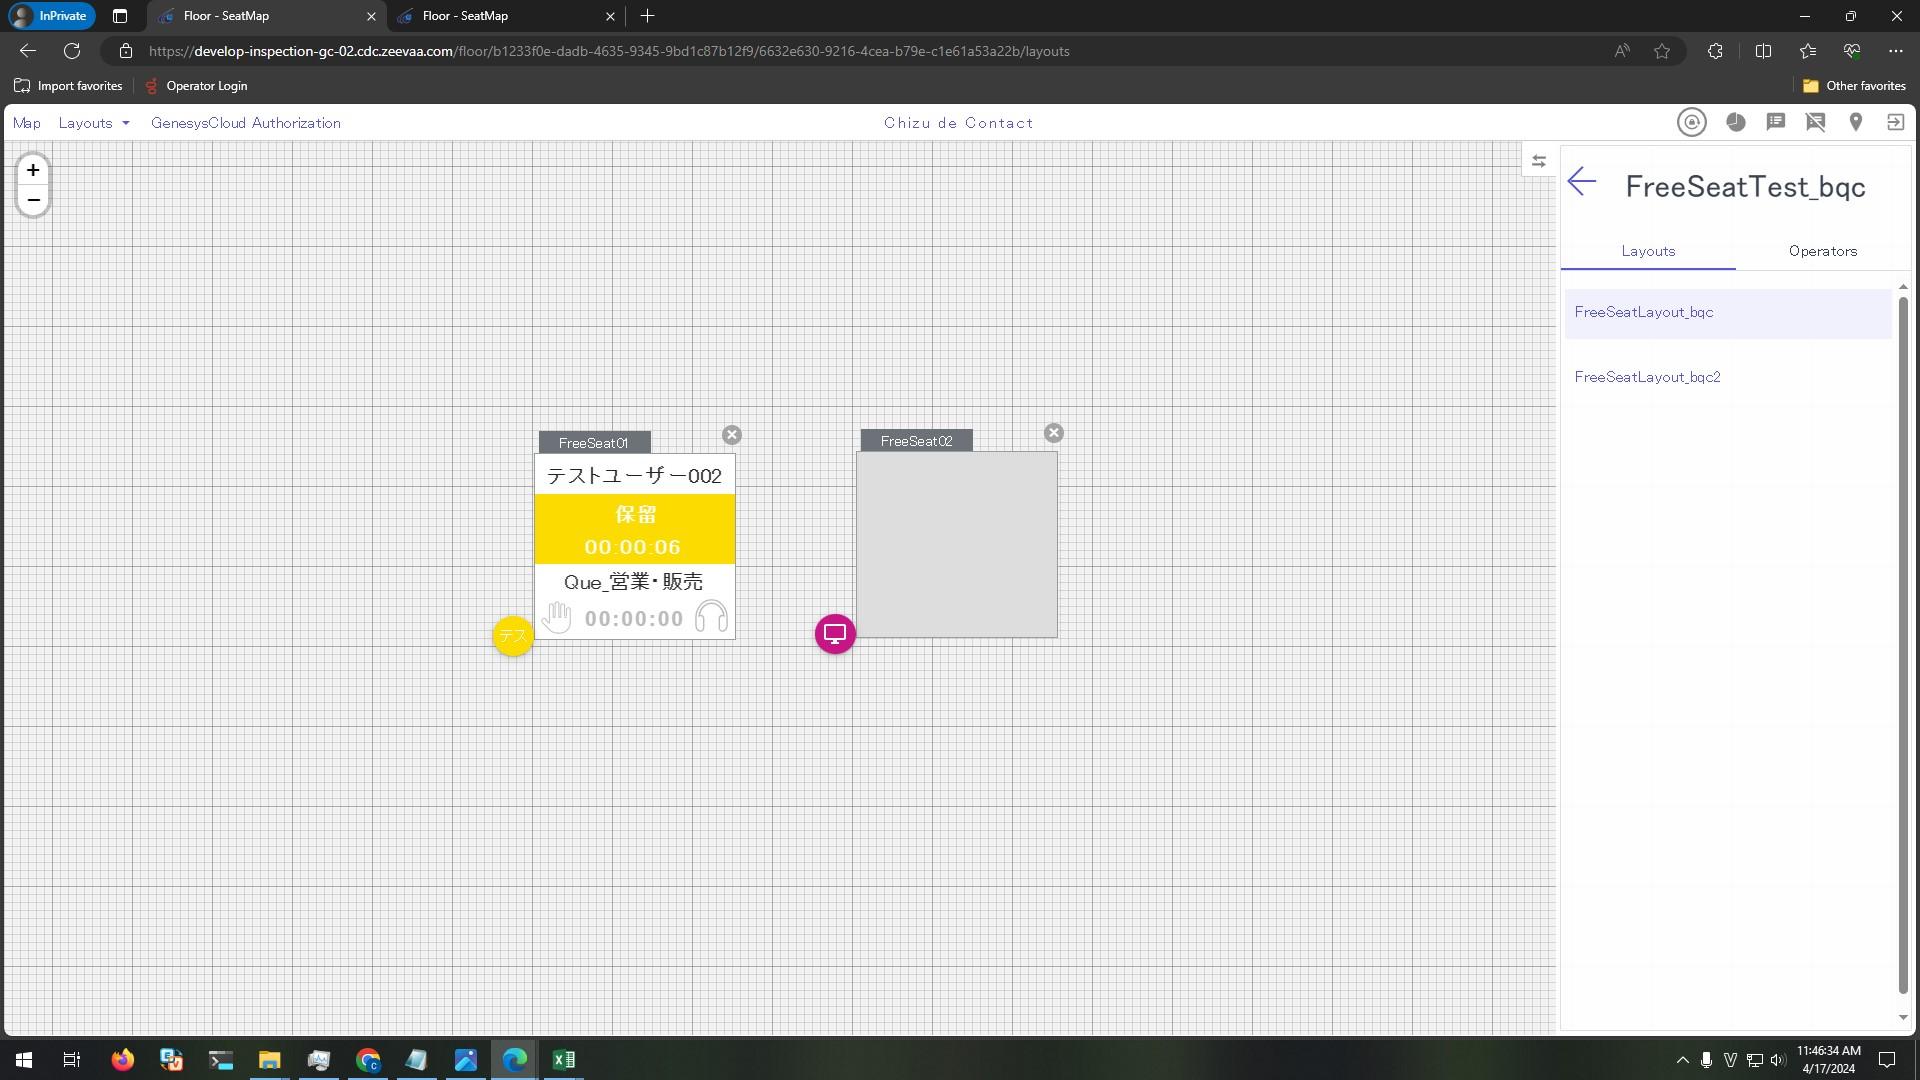 InPrivate
Floor - SeatMap
Floor - SeatMap
https://develop-inspection-gc-02.cdc.zeevaa.com/floor/b1233f0e-dadb-4635-9345-9bd1c87b12f9/6632e630-9216-4cea-b79e-c1e61a53a22b/layouts
Import favorites
Operator Login
Other favorites
Map
Layouts
GenesysCloud Authorization
Chizu de Contact
+
−
FreeSeatTest_bqc
Layouts
Operators
FreeSeatLayout_bqc
FreeSeatLayout_bqc2
FreeSeat01
テストユーザー002
保留
00:00:06
Que_営業・販売
00:00:00
テス
FreeSeat02
11:46:34 AM
4/17/2024